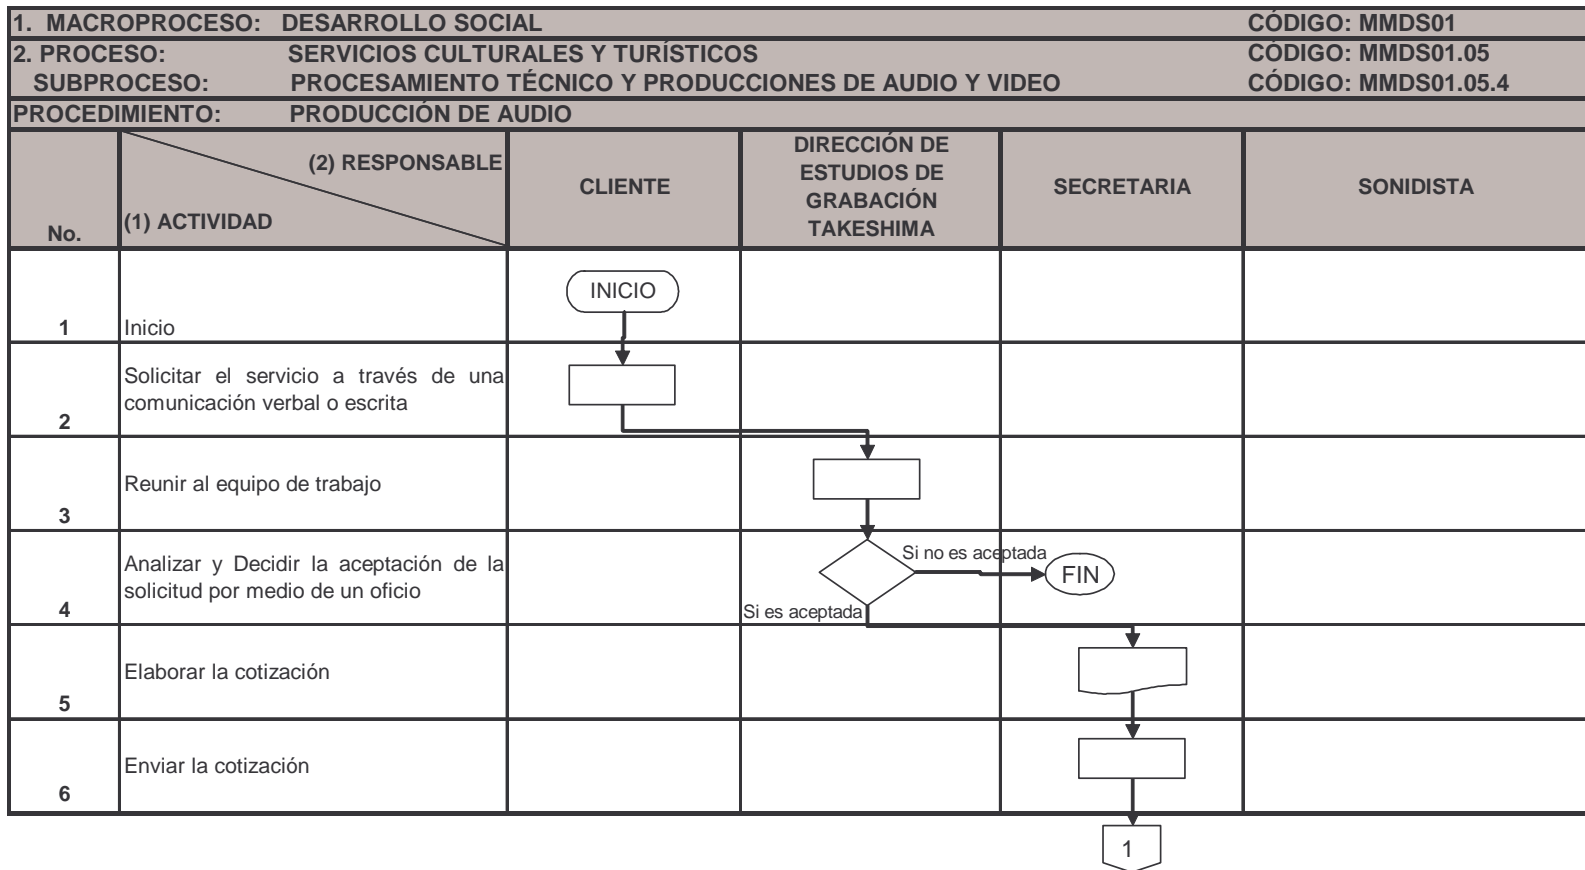 1. MACROPROCESO: DESARROLLO SOCIAL CÓDIGO: MMDS01
2. PROCESO: SERVICIOS CULTURALES Y TURÍSTICOS CÓDIGO: MMDS01.05
SUBPROCESO: PROCESAMIENTO TÉCNICO Y PRODUCCIONES DE AUDIO Y VIDEO CÓDIGO: MMDS01.05.4
PROCEDIMIENTO: PRODUCCIÓN DE AUDIO
No.
(2) RESPONSABLE
(1) ACTIVIDAD
CLIENTE
DIRECCIÓN DE
ESTUDIOS DE
GRABACIÓN
TAKESHIMA
SECRETARIA
SONIDISTA
1
Inicio
INICIO
2
Solicitar el servicio a través de una
comunicación verbal o escrita
3
Reunir al equipo de trabajo
4
Analizar y Decidir la aceptación de la
solicitud por medio de un oficio
Si no es aceptada
FIN
Si es aceptada
5
Elaborar la cotización
6
Enviar la cotización
1